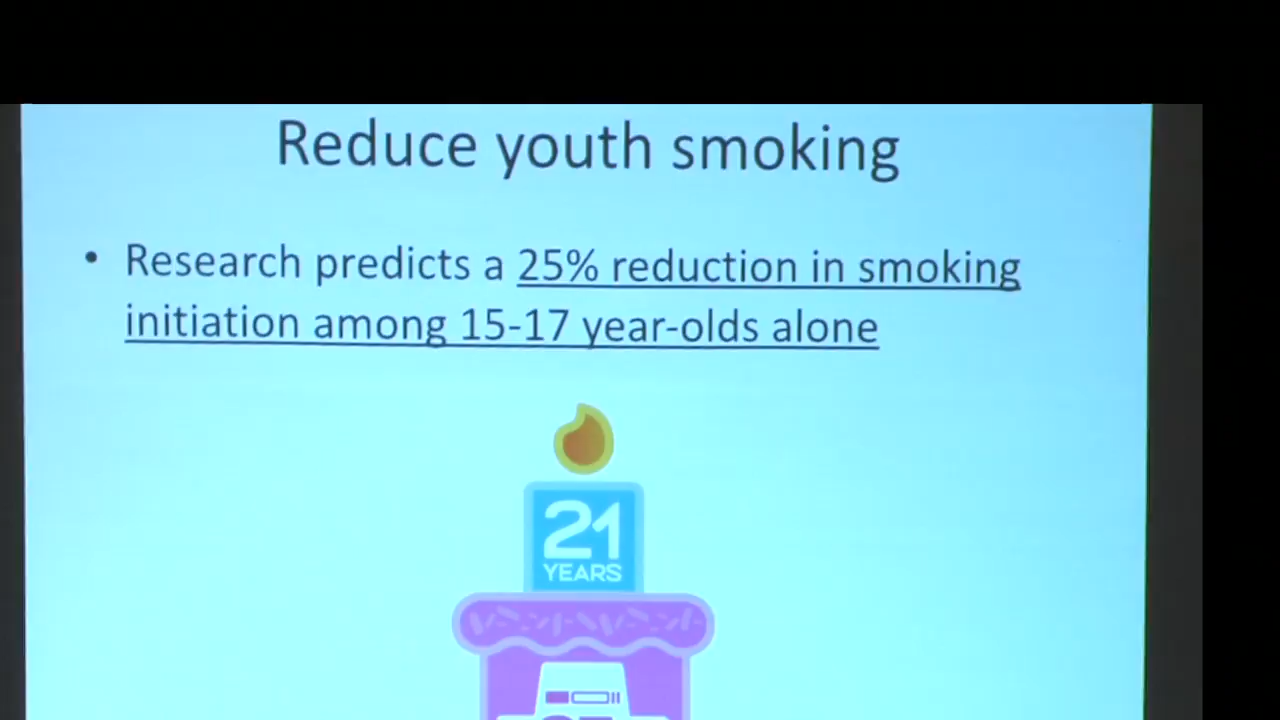 Reduce youth smoking
• Research predicts a 25% reduction in smoking
initiation among 15-17 year-olds alone
21
YEARS